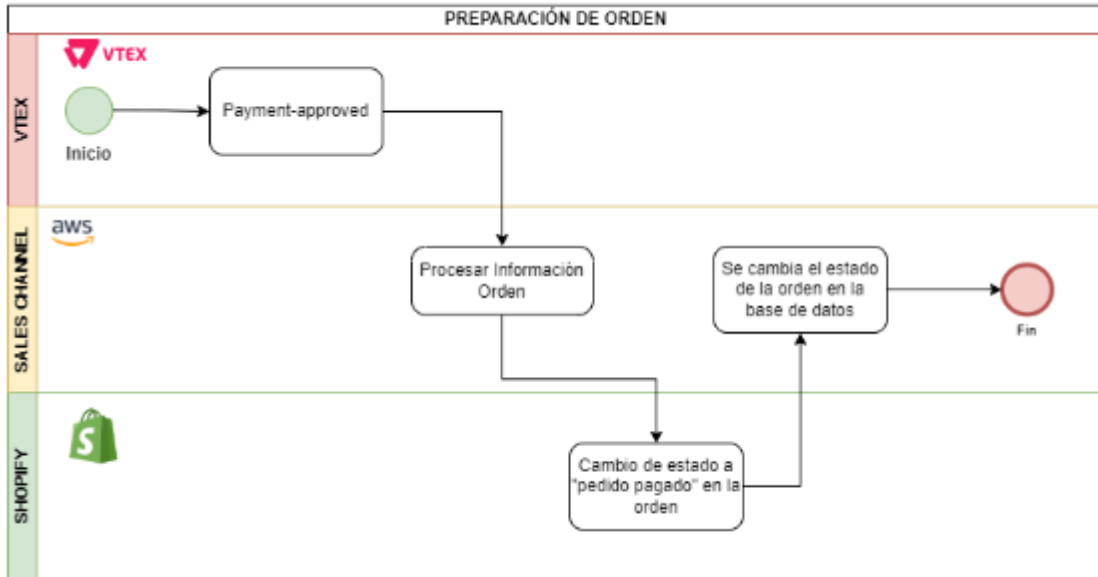 PREPARACIÓN DE ORDEN
VTEX
VTEX
Inicio
Payment-approved
SALES CHANNEL
aws
Procesar Información
Orden
Se cambia el estado
de la orden en la
base de datos
Fin
SHOPIFY
S
Cambio de estado a
"pedido pagado" en la
orden